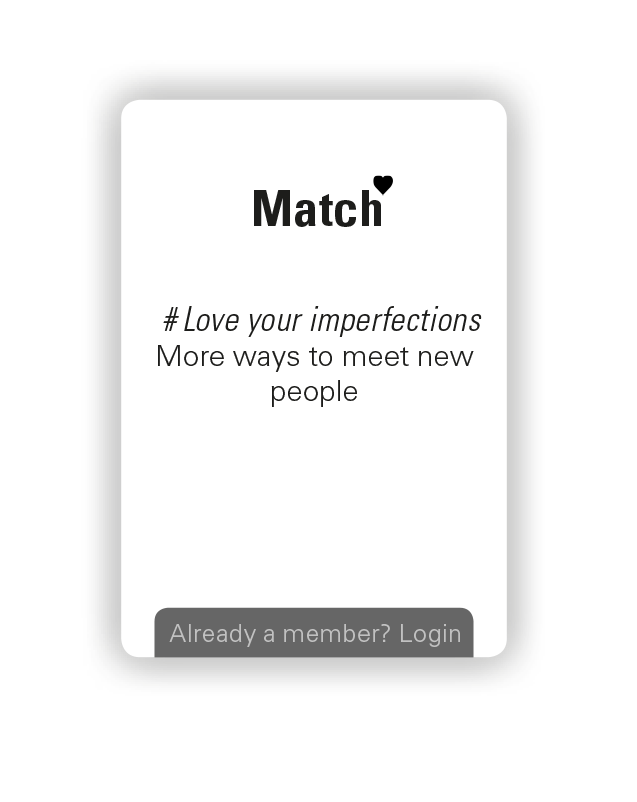 Match
# Love your imperfections
More ways to meet new
people
Already a member? Login